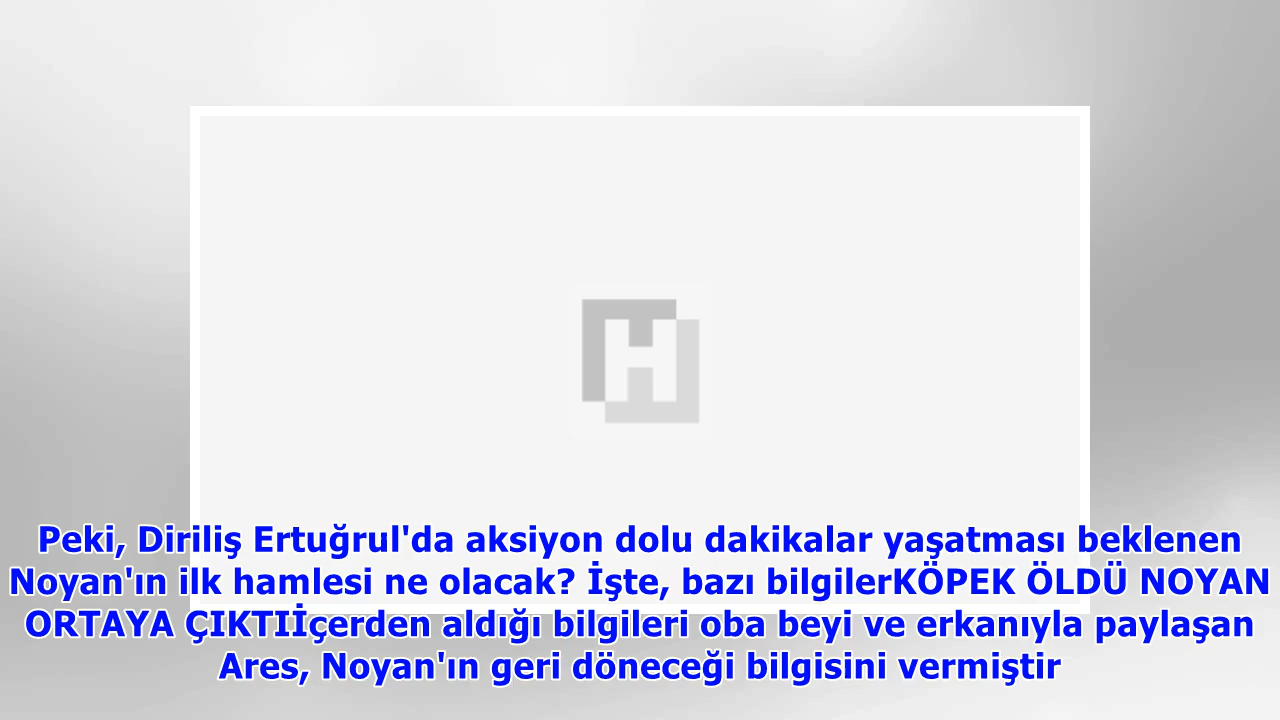 H
Peki, Diriliş Ertuğrul'da aksiyon dolu dakikalar yaşatması beklenen
Noyan'ın ilk hamlesi ne olacak? İşte, bazı bilgilerKÖPEK ÖLDÜ NOYAN
ORTAYA ÇIKTIİçerden aldığı bilgileri oba beyi ve erkanıyla paylaşan
Ares, Noyan'ın geri döneceği bilgisini vermiştir